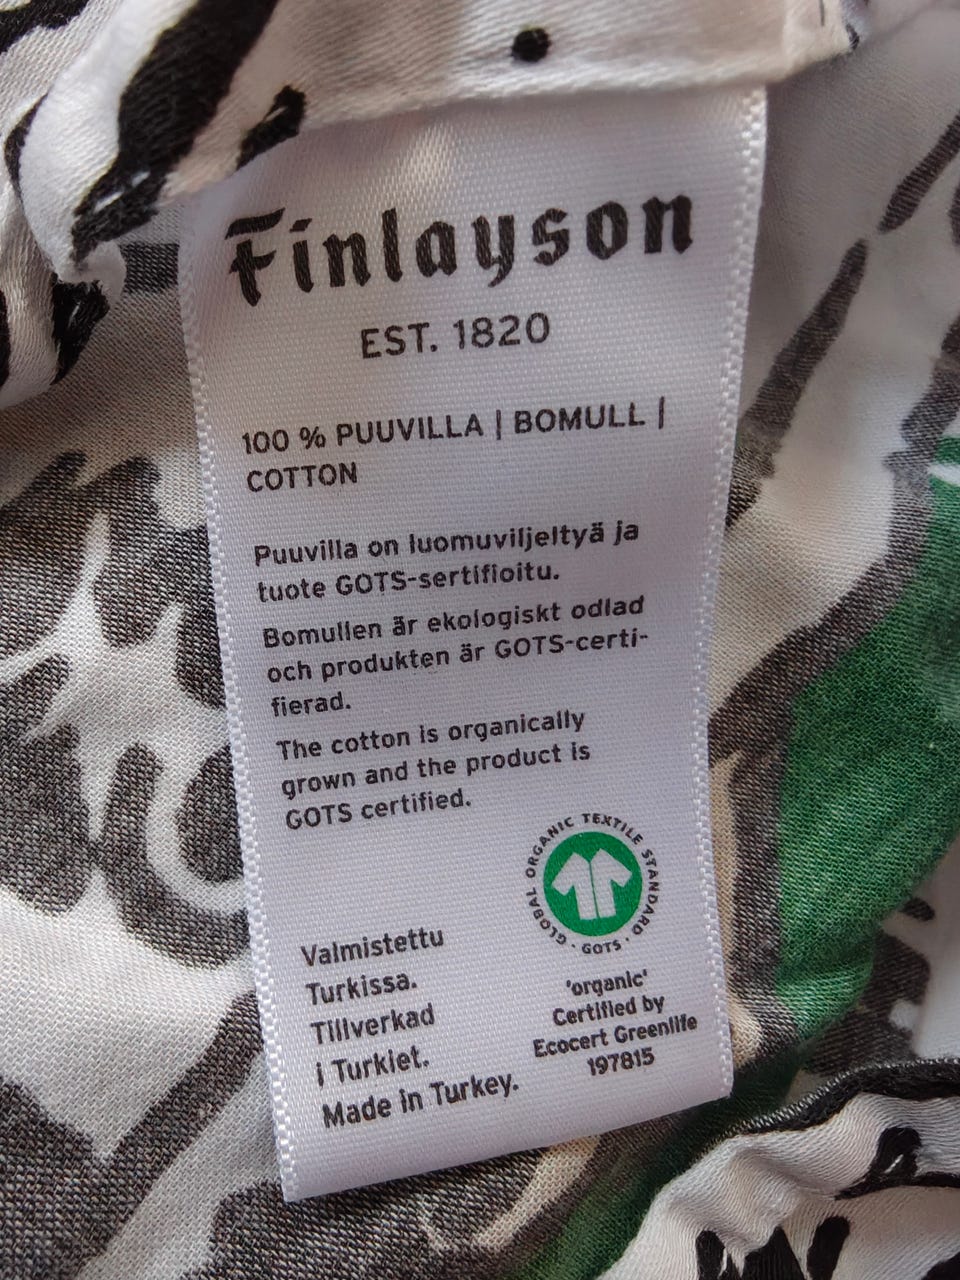 Finlayson
EST. 1820
100 % PUUVILLA | BOMULL |
COTTON
Puuvilla on luomuviljeltyä ja
tuote GOTS-sertifioitu.
Bomullen är ekologiskt odlad
och produkten är GOTS-certi-
fierad.
The cotton is organically
grown and the product is
GOTS certified.
GLOBAL ORGANIC TEXTILE STANDARD
· GOTS ·
Valmistettu
Turkissa.
Tillverkad
i Turkiet.
Made in Turkey.
'organic'
Certified by
Ecocert Greenlife
197815